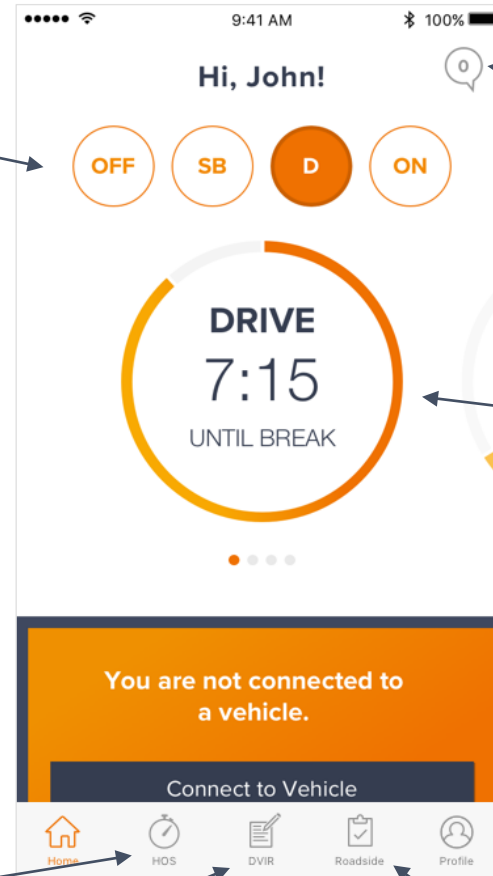 9:41 AM
100%
Hi, John!
0
OFF
SB
D
ON
DRIVE
7:15
UNTIL BREAK
You are not connected to
a vehicle.
Connect to Vehicle
Home
HOS
DVIR
Roadside
Profile